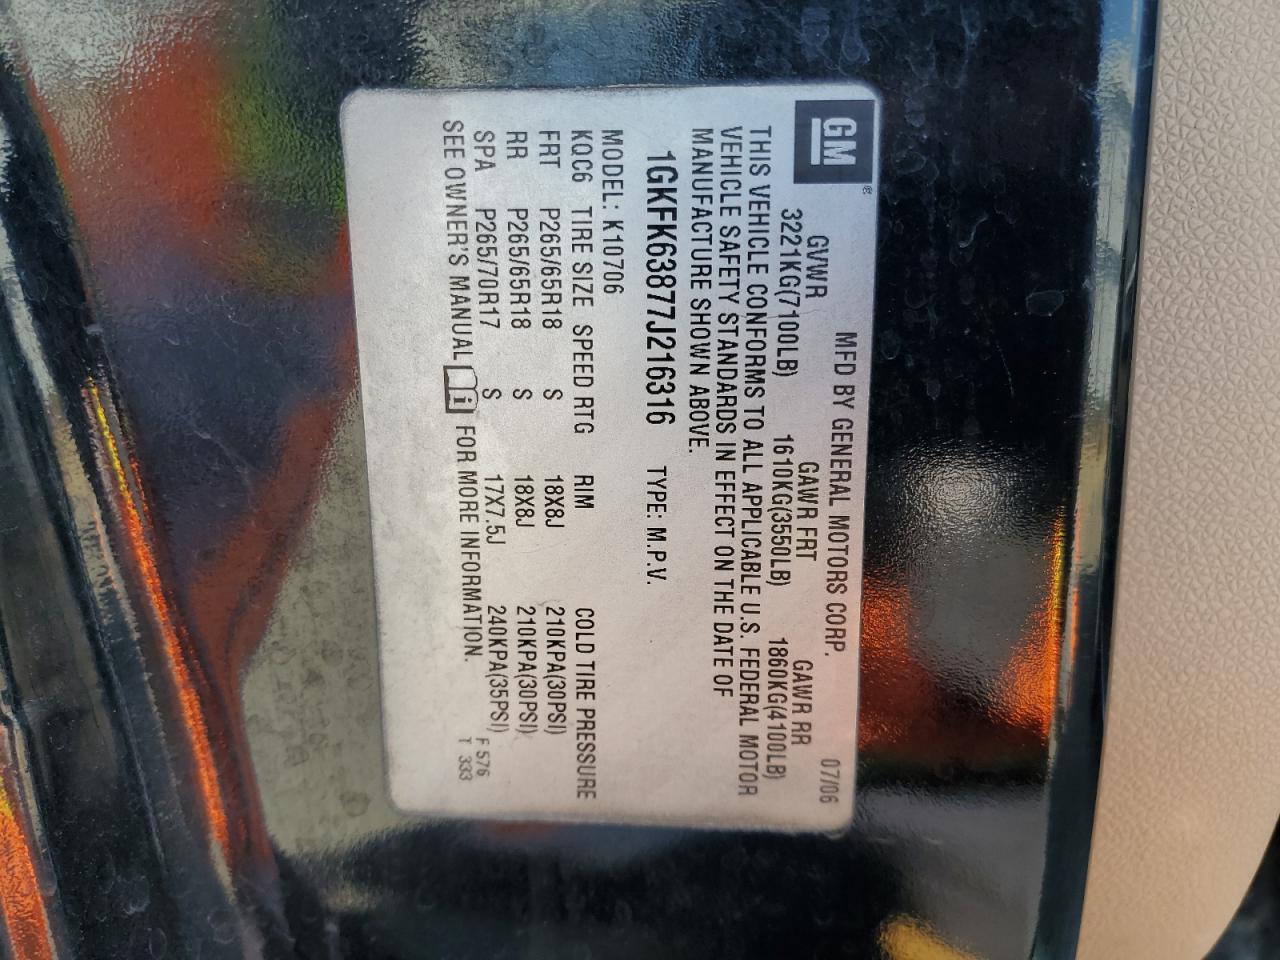 GM ®
MFD BY GENERAL MOTORS CORP. 07/06
GVWR GAWR FRT GAWR RR
3221KG(7100LB) 1610KG(3550LB) 1860KG(4100LB)
THIS VEHICLE CONFORMS TO ALL APPLICABLE U.S. FEDERAL MOTOR
VEHICLE SAFETY STANDARDS IN EFFECT ON THE DATE OF
MANUFACTURE SHOWN ABOVE.
1GKFK63877J216316 TYPE: M.P.V.
MODEL: K10706
KQC6 TIRE SIZE SPEED RTG RIM COLD TIRE PRESSURE
FRT P265/65R18 S 18X8J 210KPA(30PSI)
RR P265/65R18 S 18X8J 210KPA(30PSI)
SPA P265/70R17 S 17X7.5J 240KPA(35PSI)
SEE OWNER'S MANUAL i FOR MORE INFORMATION.
F 576
T 333